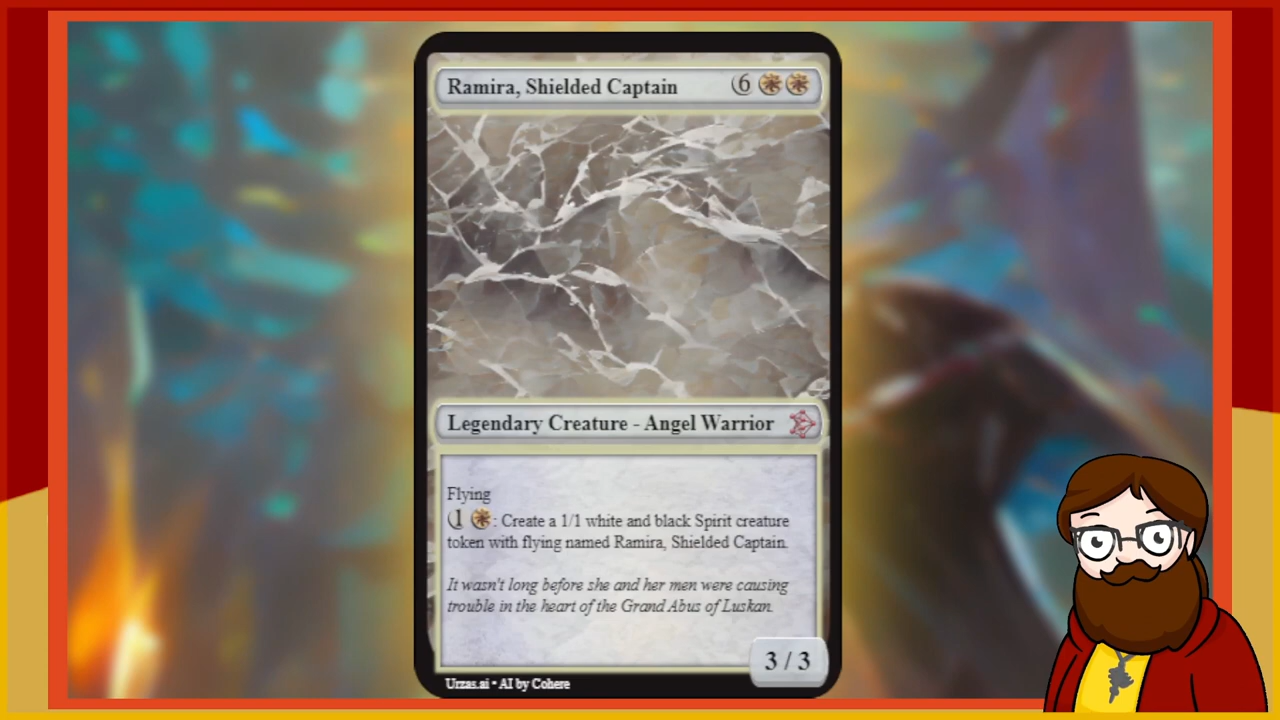 Ramira, Shielded Captain 6
Legendary Creature - Angel Warrior
Flying
1 : Create a 1/1 white and black Spirit creature
token with flying named Ramira, Shielded Captain.
It wasn't long before she and her men were causing
trouble in the heart of the Grand Abus of Luskan.
3 / 3
Urzas.ai • AI by Cohere